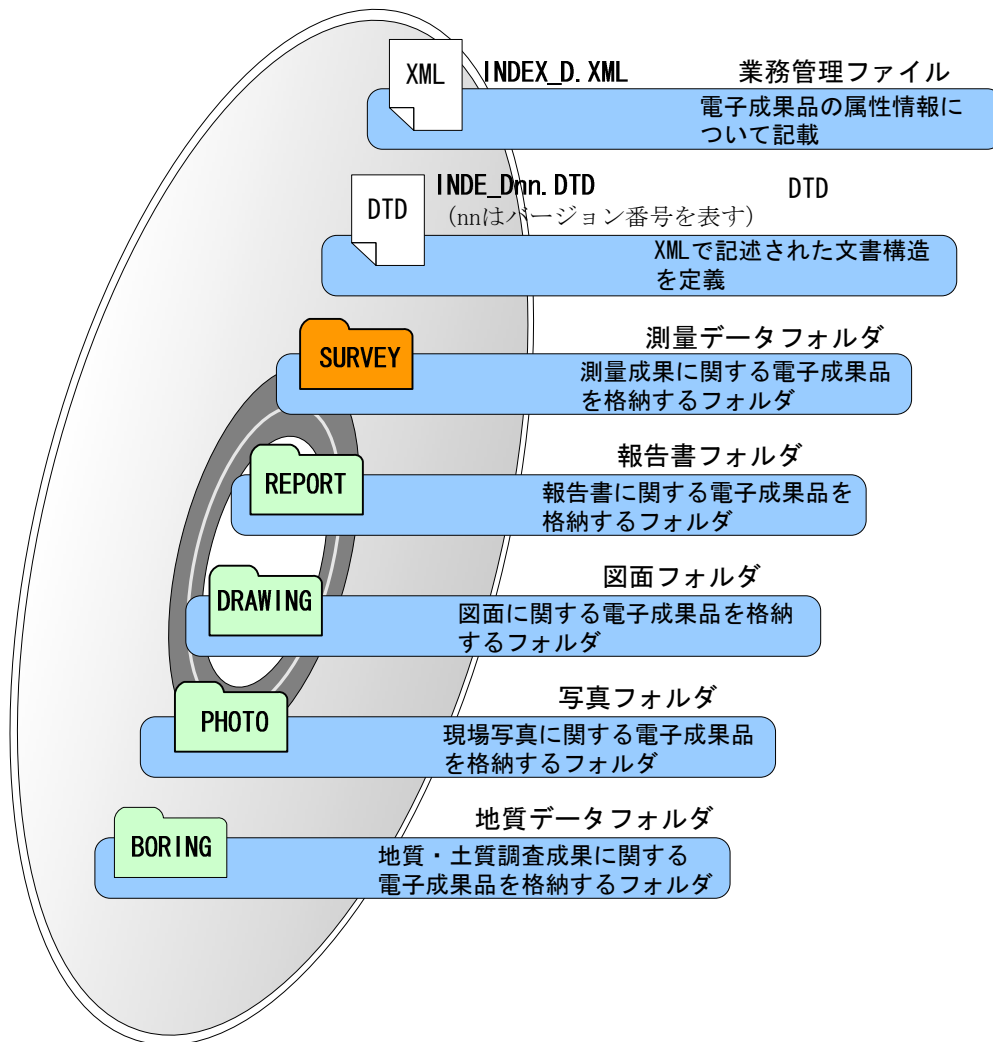 XML
INDEX_D.XML
業務管理ファイル
電子成果品の属性情報に
ついて記載
DTD
INDE_Dnn.DTD
DTD
(nnはバージョン番号を表す)
XMLで記述された文書構造
を定義
SURVEY
測量データフォルダ
測量成果に関する電子成果品
を格納するフォルダ
REPORT
報告書フォルダ
報告書に関する電子成果品を
格納するフォルダ
DRAWING
図面フォルダ
図面に関する電子成果品を格納
するフォルダ
PHOTO
写真フォルダ
現場写真に関する電子成果品
を格納するフォルダ
BORING
地質データフォルダ
地質・土質調査成果に関する
電子成果品を格納するフォルダ